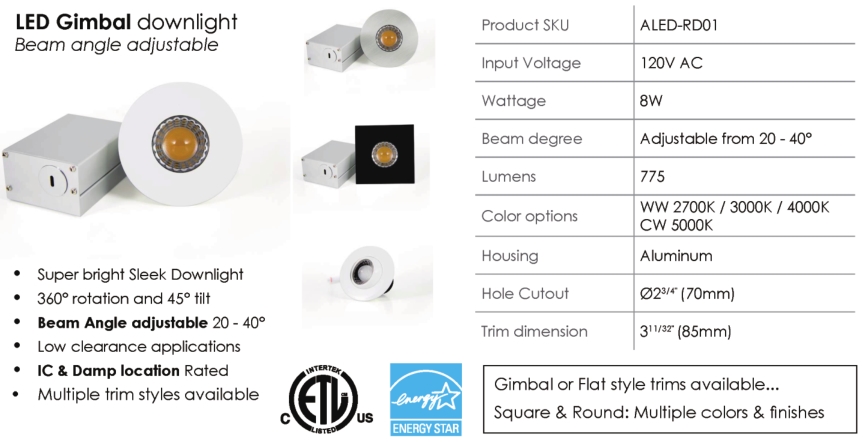 LED Gimbal downlight
Beam angle adjustable
• Super bright Sleek Downlight
• 360° rotation and 45° tilt
• Beam Angle adjustable 20 - 40°
• Low clearance applications
• IC & Damp location Rated
• Multiple trim styles available
INTERTEK
ETL
CM
LISTED
C US
energy
ENERGY STAR
Product SKU ALED-RD01
Input Voltage 120V AC
Wattage 8W
Beam degree Adjustable from 20 - 40°
Lumens 775
Color options WW 2700K / 3000K / 4000K
CW 5000K
Housing Aluminum
Hole Cutout Ø2 3/4" (70mm)
Trim dimension 3 11/32" (85mm)
Gimbal or Flat style trims available...
Square & Round: Multiple colors & finishes